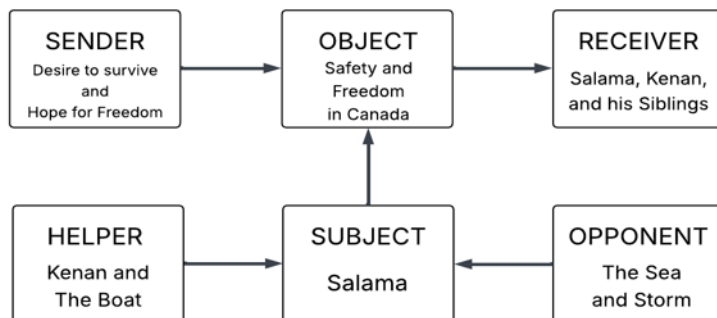 SENDER
Desire to survive
and
Hope for Freedom
OBJECT
Safety and
Freedom
in Canada
RECEIVER
Salama, Kenan,
and his Siblings
HELPER
Kenan and
The Boat
SUBJECT
Salama
OPPONENT
The Sea
and Storm